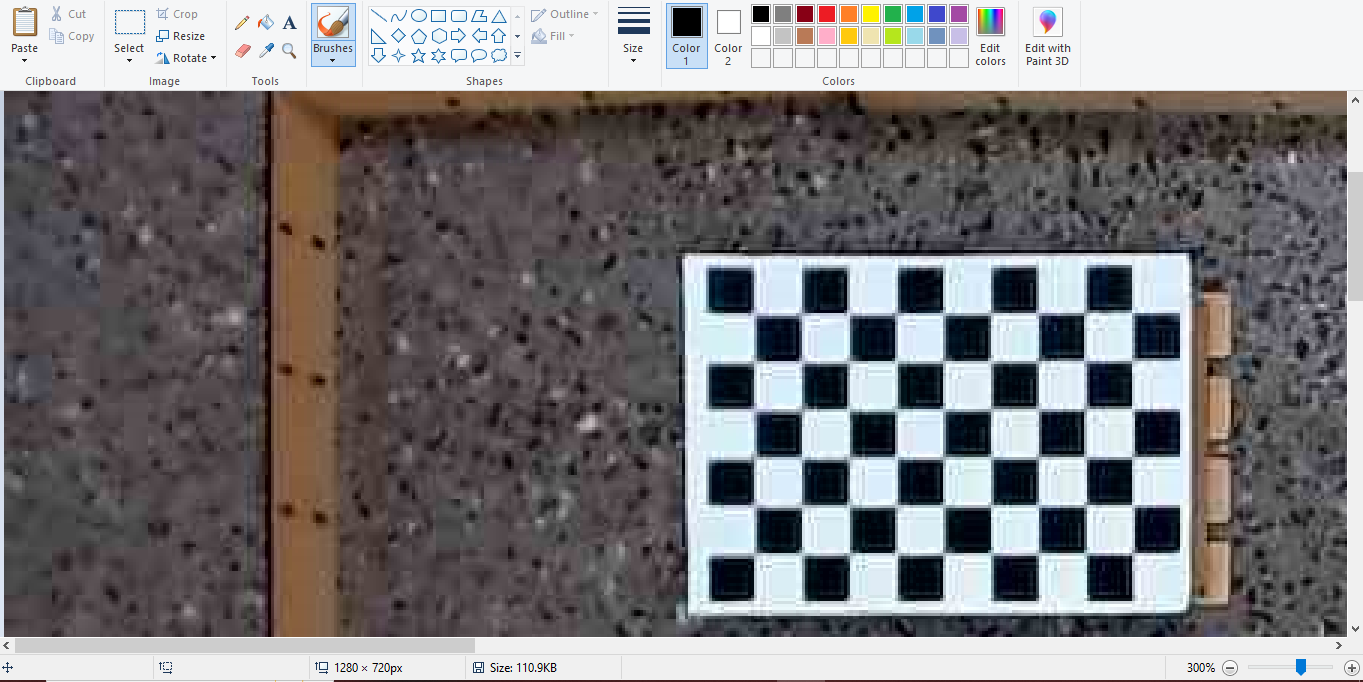 Paste
Cut
Copy
Clipboard
Select
Crop
Resize
Rotate
Image
A
Tools
Brushes
Shapes
Outline
Fill
Size
Color
1
Color
2
Colors
Edit
colors
Edit with
Paint 3D
1280 × 720px
Size: 110.9KB
300%